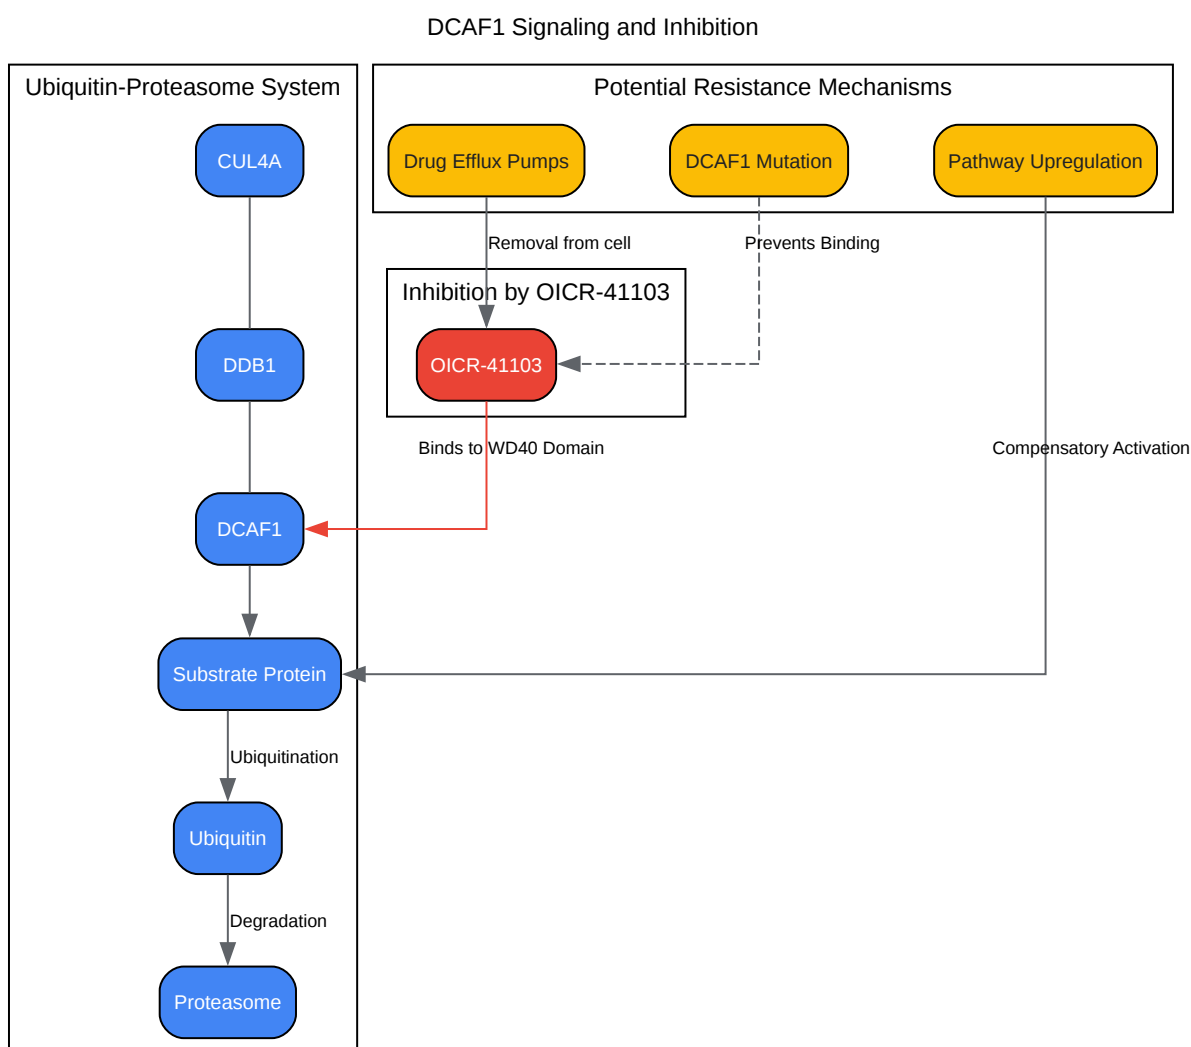 DCAF1 Signaling and Inhibition
Ubiquitin-Proteasome System
CUL4A
DDB1
DCAF1
Substrate Protein
Ubiquitination
Ubiquitin
Degradation
Proteasome
Potential Resistance Mechanisms
Drug Efflux Pumps
DCAF1 Mutation
Pathway Upregulation
Removal from cell
Prevents Binding
Inhibition by OICR-41103
OICR-41103
Binds to WD40 Domain
Compensatory Activation